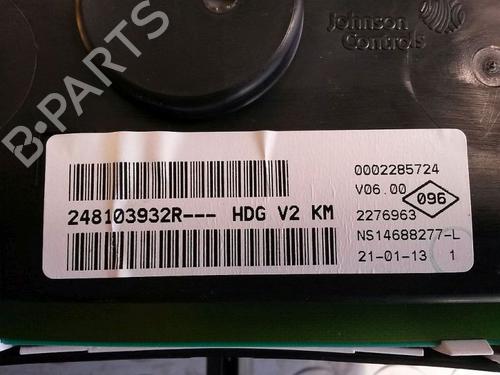 Johnson
Controls
B-PARTS
0002285724
V06.00
096
248103932R--- HDG V2 KM
2276963
NS14688277-L
21-01-13 1